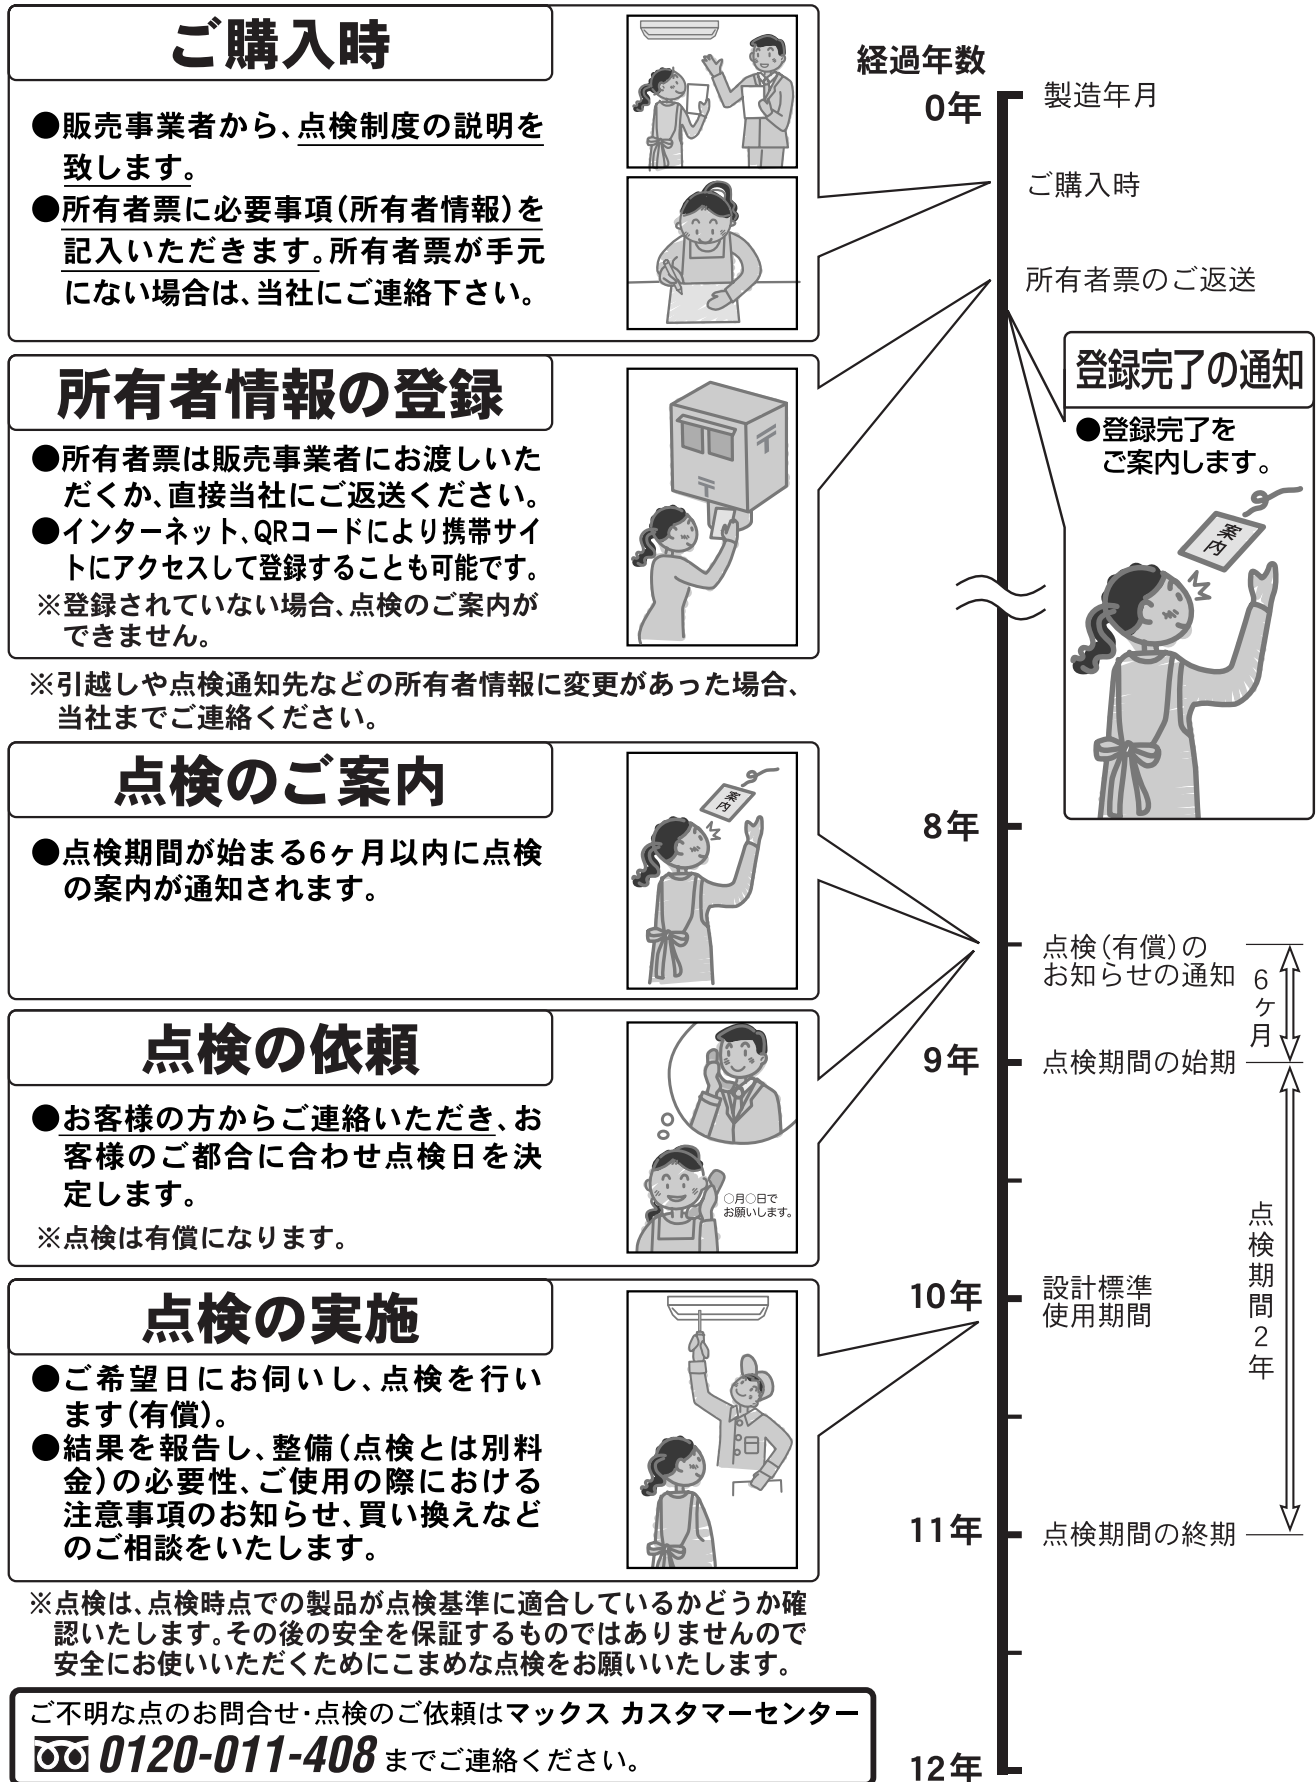 ご購入時
●販売事業者から、点検制度の説明を
致します。
●所有者票に必要事項(所有者情報)を
記入いただきます。所有者票が手元
にない場合は、当社にご連絡下さい。
所有者情報の登録
●所有者票は販売事業者にお渡しいた
だくか、直接当社にご返送ください。
●インターネット、QRコードにより携帯サイ
トにアクセスして登録することも可能です。
※登録されていない場合、点検のご案内が
できません。
※引越しや点検通知先などの所有者情報に変更があった場合、
当社までご連絡ください。
点検のご案内
●点検期間が始まる6ヶ月以内に点検
の案内が通知されます。
案内
点検の依頼
●お客様の方からご連絡いただき、お
客様のご都合に合わせ点検日を決
定します。
※点検は有償になります。
○月○日で
お願いします。
点検の実施
●ご希望日にお伺いし、点検を行い
ます(有償)。
●結果を報告し、整備(点検とは別料
金)の必要性、ご使用の際における
注意事項のお知らせ、買い換えなど
のご相談をいたします。
※点検は、点検時点での製品が点検基準に適合しているかどうか確
認いたします。その後の安全を保証するものではありませんので
安全にお使いいただくためにこまめな点検をお願いいたします。
ご不明な点のお問合せ・点検のご依頼はマックス カスタマーセンター
0120-011-408 までご連絡ください。
経過年数
0年
製造年月
ご購入時
所有者票のご返送
登録完了の通知
●登録完了を
ご案内します。
案内
8年
点検(有償)の
お知らせの通知
6ヶ月
9年
点検期間の始期
点検期間2年
10年
設計標準
使用期間
11年
点検期間の終期
12年